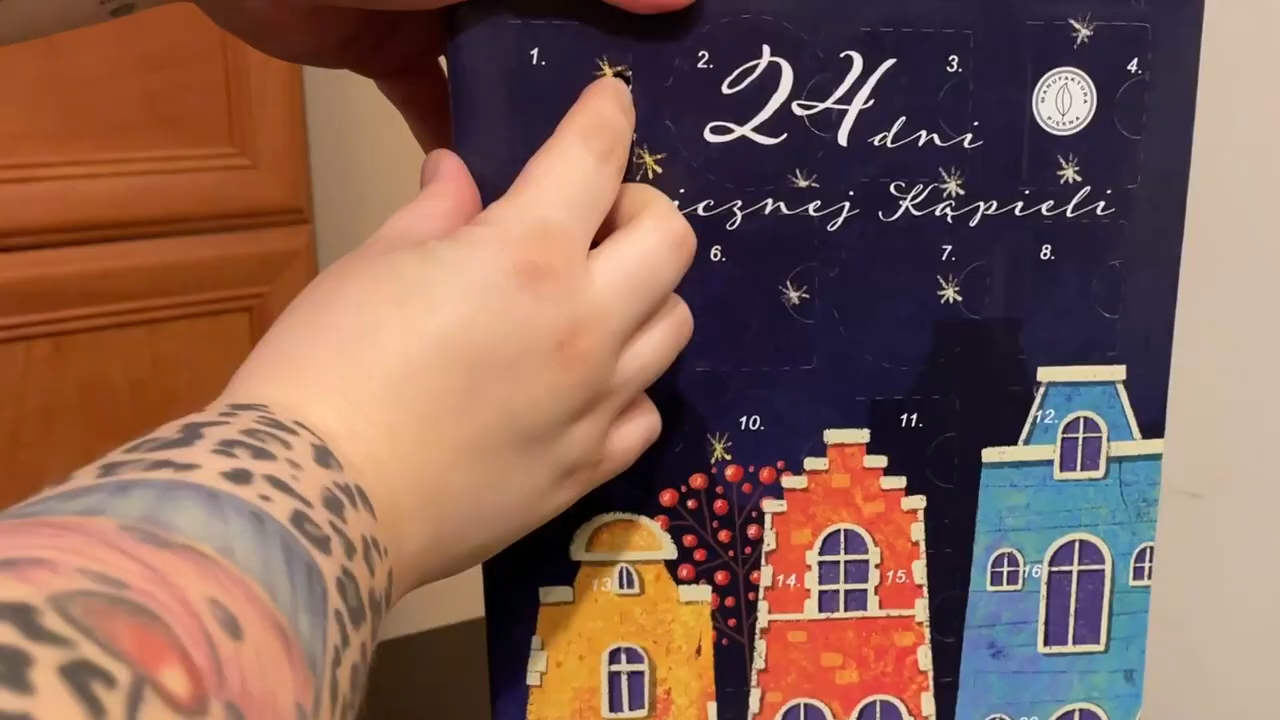 1. 2. 3. 4.
24 dni
MANUFAKTURA PIĘKNA
Kąpieli
6. 7. 8.
10. 11. 12.
13 14. 15. 16